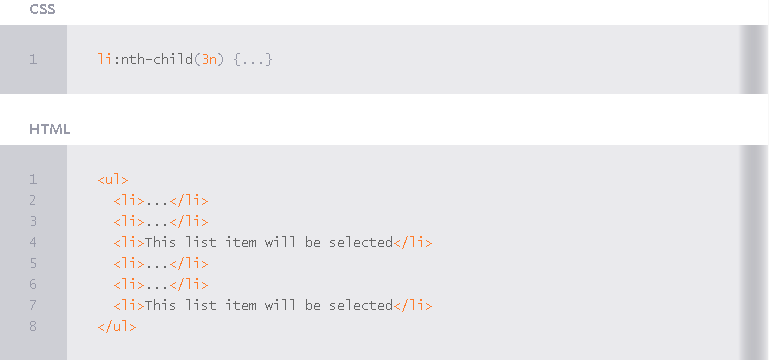 CSS
1 li:nth-child(3n) {...}
HTML
1 <ul>
2 <li>...</li>
3 <li>...</li>
4 <li>This list item will be selected</li>
5 <li>...</li>
6 <li>...</li>
7 <li>This list item will be selected</li>
8 </ul>